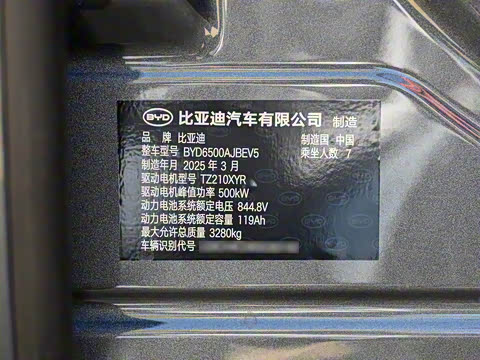 BYD 比亚迪汽车有限公司 制造
品 牌 比亚迪 制造国 中国
整车型号 BYD6500AJBEV5 乘坐人数 7
制造年月 2025 年 3 月
驱动电机型号 TZ210XYR
驱动电机峰值功率 500kW
动力电池系统额定电压 844.8V
动力电池系统额定容量 119Ah
最大允许总质量 3280kg
车辆识别代号